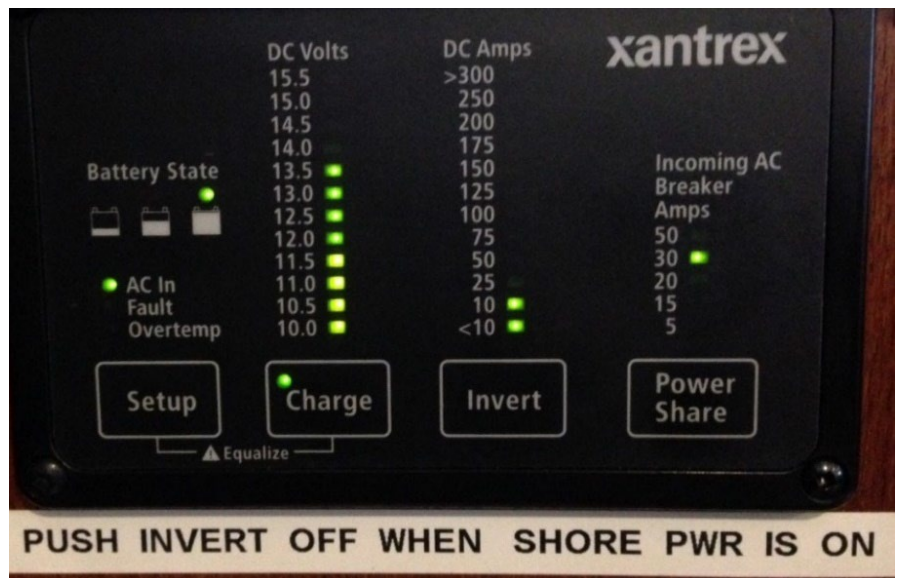 xantrex
DC Volts
15.5
15.0
14.5
14.0
13.5
13.0
12.5
12.0
11.5
11.0
10.5
10.0
DC Amps
>300
250
200
175
150
125
100
75
50
25
10
<10
Battery State
AC In
Fault
Overtemp
Incoming AC
Breaker
Amps
50
30
20
15
5
Setup
Charge
Invert
Power
Share
Equalize
PUSH INVERT OFF WHEN SHORE PWR IS ON